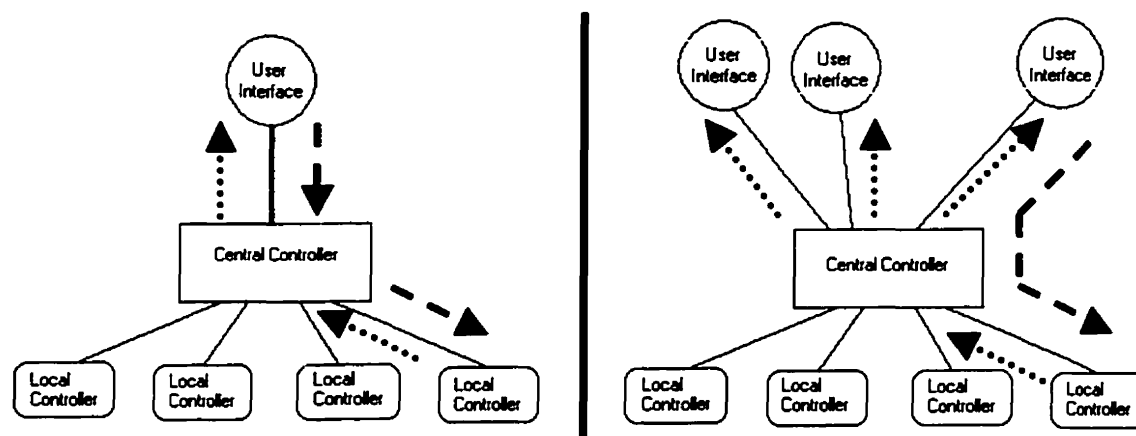 User
Interface
Central Controller
Local
Controller
Local
Controller
Local
Controller
Local
Controller
User
Interface
User
Interface
User
Interface
Central Controller
Local
Controller
Local
Controller
Local
Controller
Local
Controller